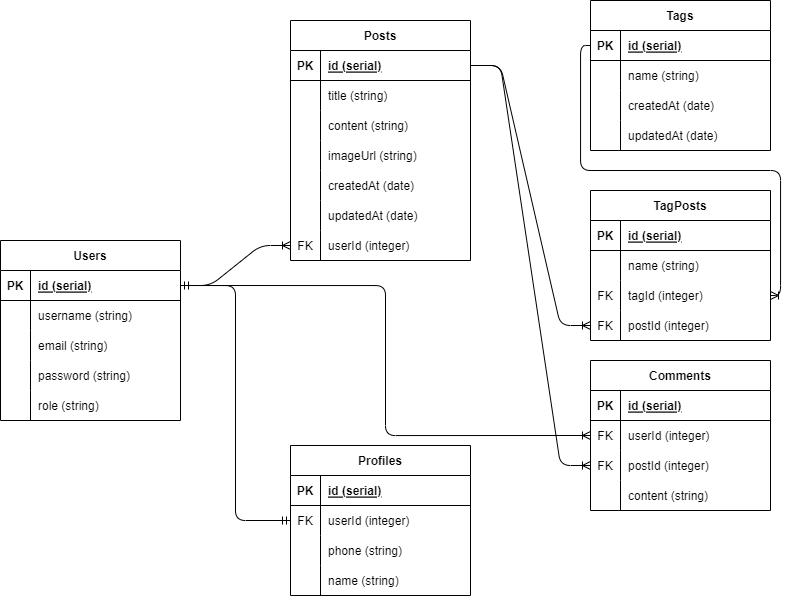 Users
PK id (serial)
username (string)
email (string)
password (string)
role (string)
Posts
PK id (serial)
title (string)
content (string)
imageUrl (string)
createdAt (date)
updatedAt (date)
FK userId (integer)
Profiles
PK id (serial)
FK userId (integer)
phone (string)
name (string)
Tags
PK id (serial)
name (string)
createdAt (date)
updatedAt (date)
TagPosts
PK id (serial)
name (string)
FK tagId (integer)
FK postId (integer)
Comments
PK id (serial)
FK userId (integer)
FK postId (integer)
content (string)